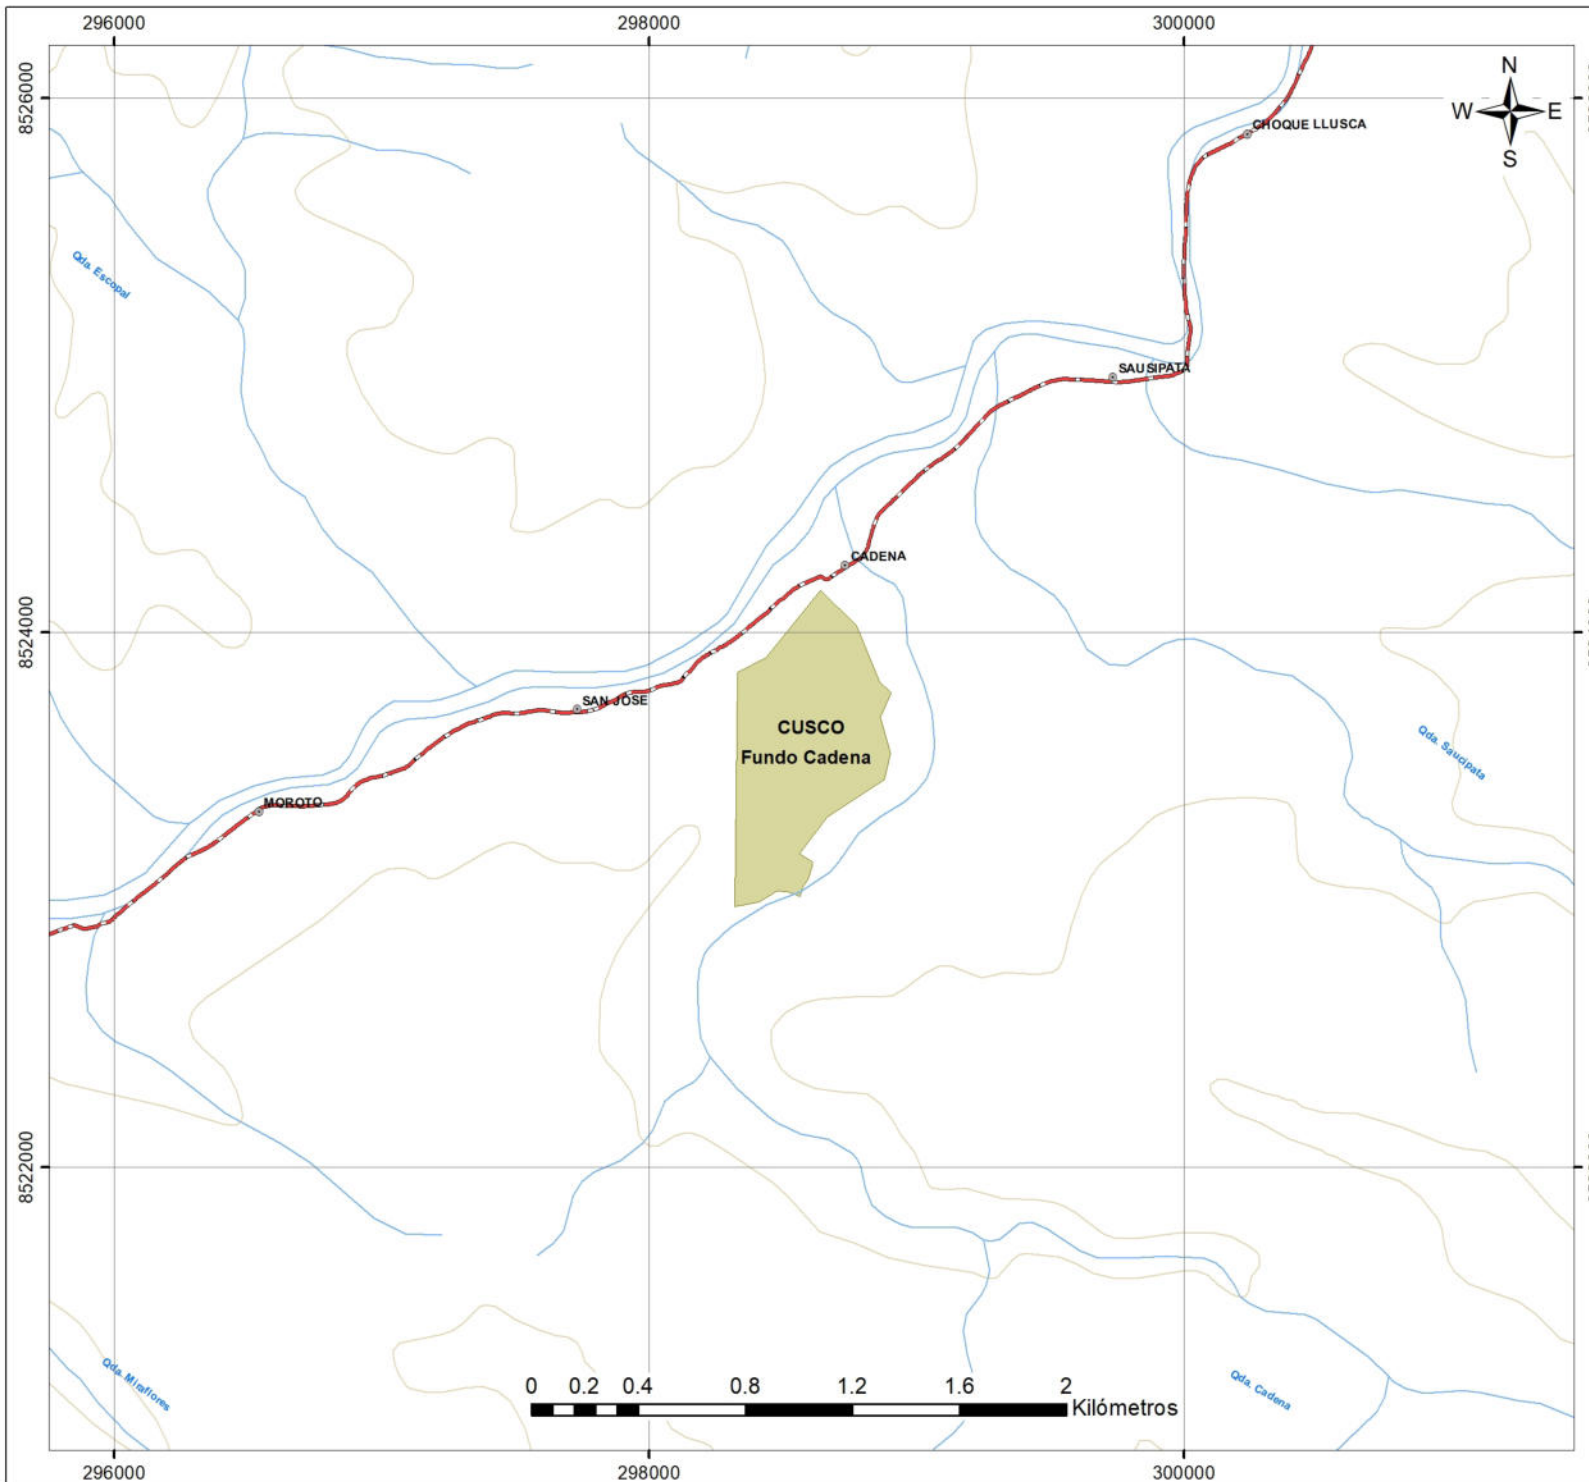 296000 298000 300000
8526000
N
W E
S
CHOQUE LLUSCA
Qda. Escopal
SAUSIPATA
CADENA
8524000
SAN JOSE
CUSCO
Fundo Cadena
Qda. Saucipata
MOROTO
8522000
Qda. Miraflores
Qda. Cadena
0 0.2 0.4 0.8 1.2 1.6 2
Kilómetros
296000 298000 300000